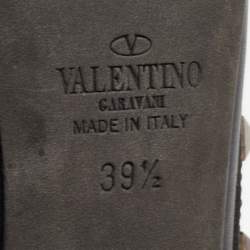 VALENTINO
GARAVANI
MADE IN ITALY
39½